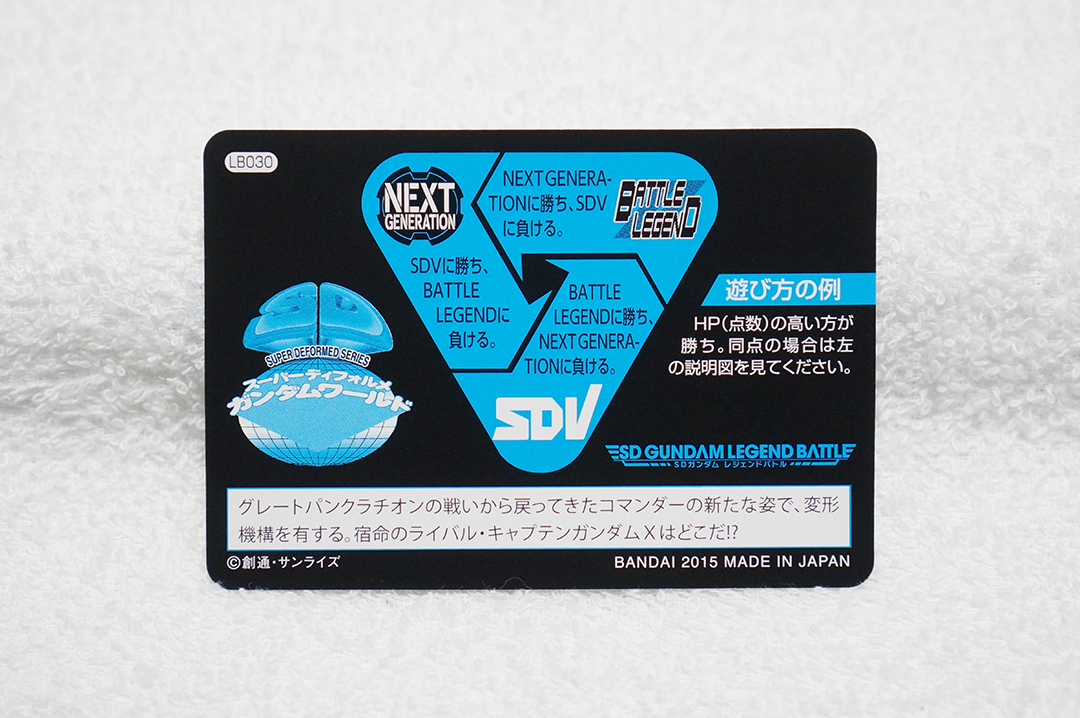 LB030
NEXT
GENERATION
NEXT GENERA-
TIONに勝ち、SDV
に負ける。
BATTLE
LEGEND
SDVに勝ち、
BATTLE
LEGENDに
負ける。
BATTLE
LEGENDに勝ち、
NEXT GENERA-
TIONに負ける。
SDV
遊び方の例
HP(点数)の高い方が
勝ち。同点の場合は左
の説明図を見てください。
SUPER DEFORMED SERIES
スーパーディフォルメ
ガンダムワールド
SD GUNDAM LEGEND BATTLE
SDガンダム レジェンドバトル
グレートパンクラチオンの戦いから戻ってきたコマンダーの新たな姿で、変形
機構を有する。宿命のライバル・キャプテンガンダムXはどこだ!?
©創通・サンライズ
BANDAI 2015 MADE IN JAPAN